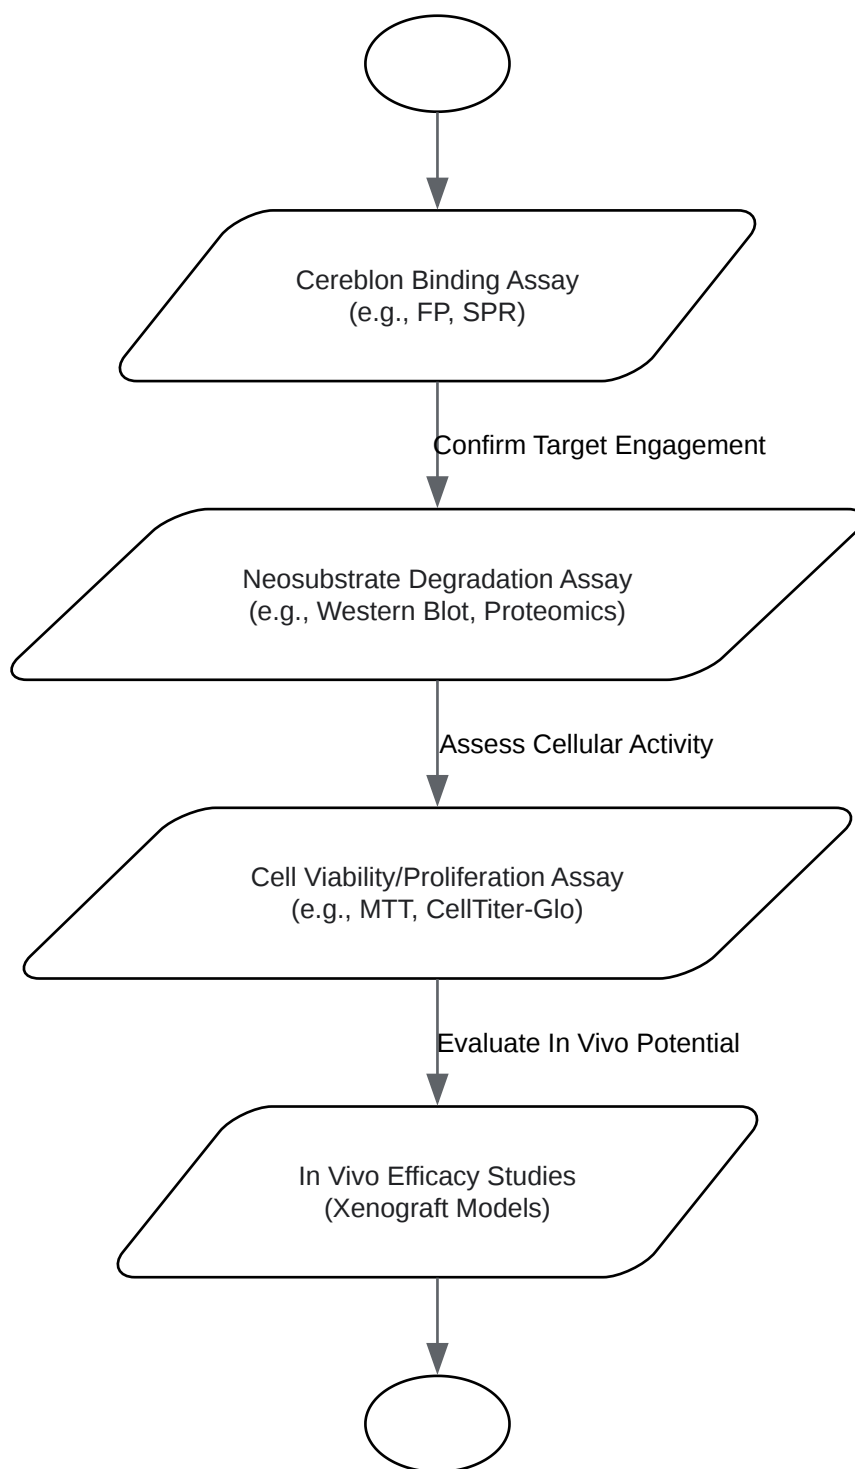 Cereblon Binding Assay
(e.g., FP, SPR)
Confirm Target Engagement
Neosubstrate Degradation Assay
(e.g., Western Blot, Proteomics)
Assess Cellular Activity
Cell Viability/Proliferation Assay
(e.g., MTT, CellTiter-Glo)
Evaluate In Vivo Potential
In Vivo Efficacy Studies
(Xenograft Models)